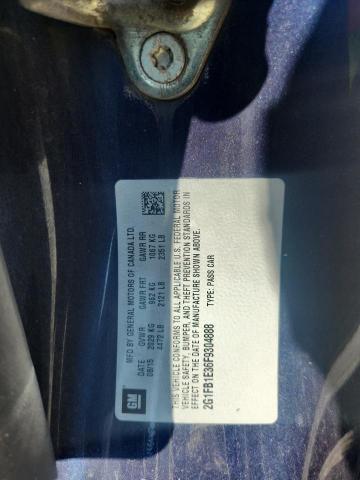 GM
MFD BY GENERAL MOTORS OF CANADA LTD.
DATE GVWR GAWR FRT GAWR RR
08/15 2029 KG 962 KG 1067 KG
4472 LB 2121 LB 2351 LB
THIS VEHICLE CONFORMS TO ALL APPLICABLE U.S. FEDERAL MOTOR
VEHICLE SAFETY, BUMPER, AND THEFT PREVENTION STANDARDS IN
EFFECT ON THE DATE OF MANUFACTURE SHOWN ABOVE.
2G1FB1E36F9304888 TYPE: PASS CAR